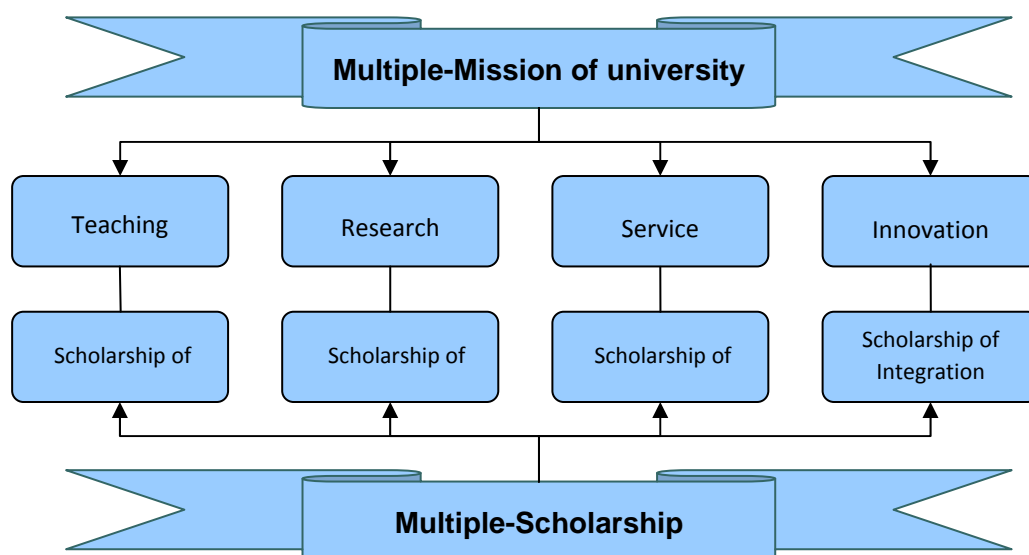 Multiple-Mission of university
Teaching
Research
Service
Innovation
Scholarship of
Scholarship of
Scholarship of
Scholarship of
Integration
Multiple-Scholarship